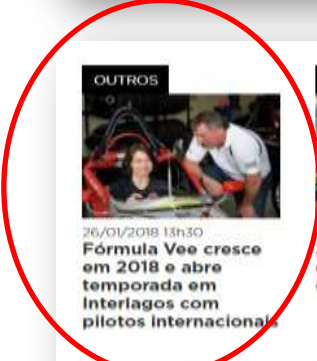 OUTROS
26/01/2018 13h30
Fórmula Vee cresce
em 2018 e abre
temporada em
Interlagos com
pilotos internacionais